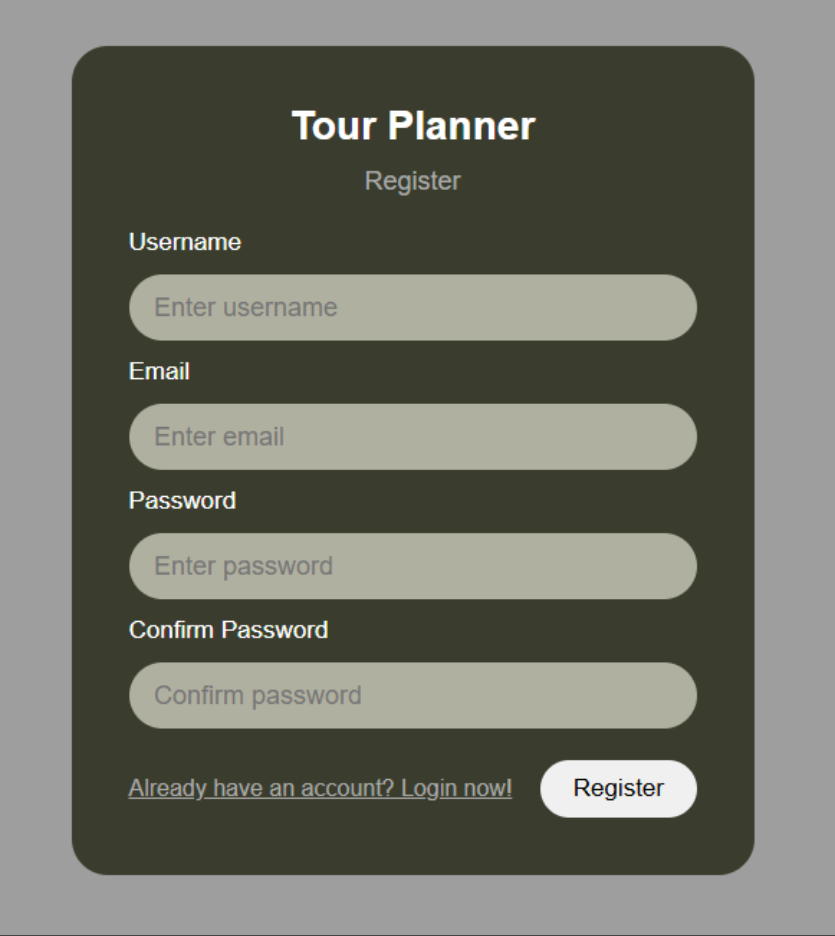 Tour Planner
Register
Username
Enter username
Email
Enter email
Password
Enter password
Confirm Password
Confirm password
Already have an account? Login now! Register